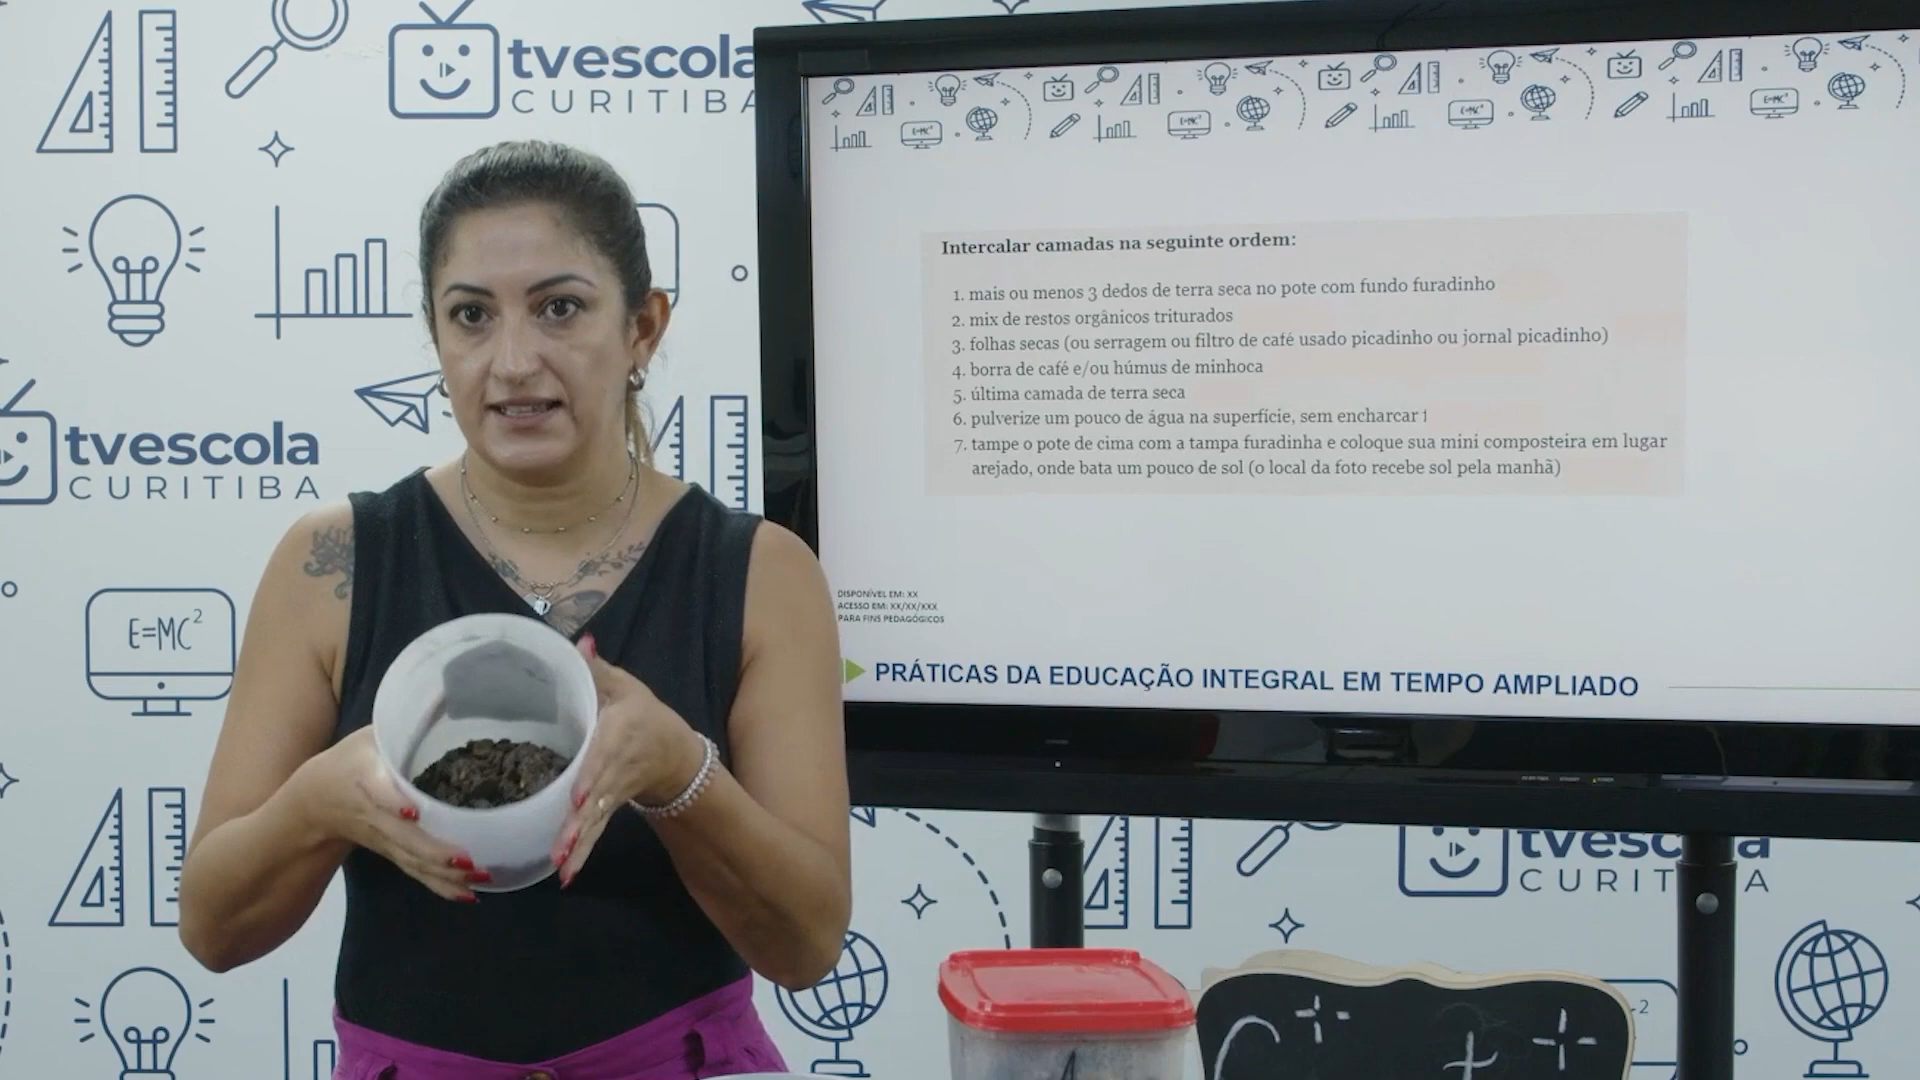 tvescola
CURITIBA
Intercalar camadas na seguinte ordem:
1. mais ou menos 3 dedos de terra seca no pote com fundo furadinho
2. mix de restos orgânicos triturados
3. folhas secas (ou serragem ou filtro de café usado picadinho ou jornal picadinho)
4. borra de café e/ou húmus de minhoca
5. última camada de terra seca
6. pulverize um pouco de água na superfície, sem encharcar !
7. tampe o pote de cima com a tampa furadinha e coloque sua mini composteira em lugar
arejado, onde bata um pouco de sol (o local da foto recebe sol pela manhã)
DISPONÍVEL EM: XX
ACESSO EM: XX/XX/XXX
PARA FINS PEDAGÓGICOS
PRÁTICAS DA EDUCAÇÃO INTEGRAL EM TEMPO AMPLIADO
tvescola
CURITIBA
E=MC²
tvescola
CURIT A